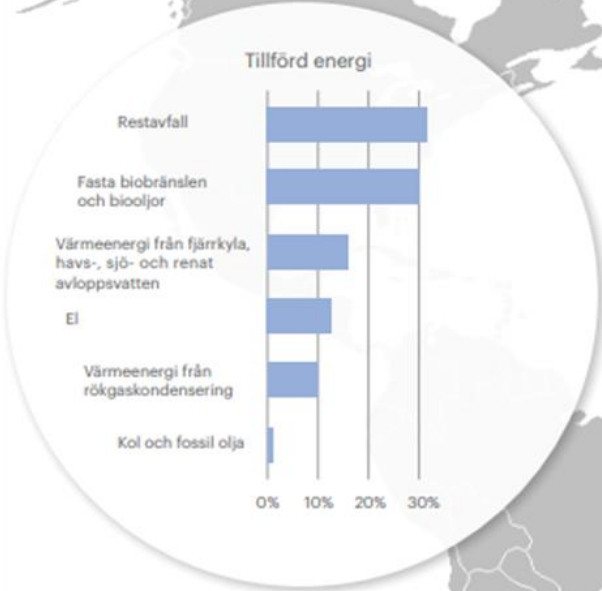 Tillförd energi
Restavfall
Fasta biobränslen
och biooljor
Värmeenergi från fjärrkyla,
havs-, sjö- och renat
avloppsvatten
El
Värmeenergi från
rökgaskondensering
Kol och fossil olja
0% 10% 20% 30%